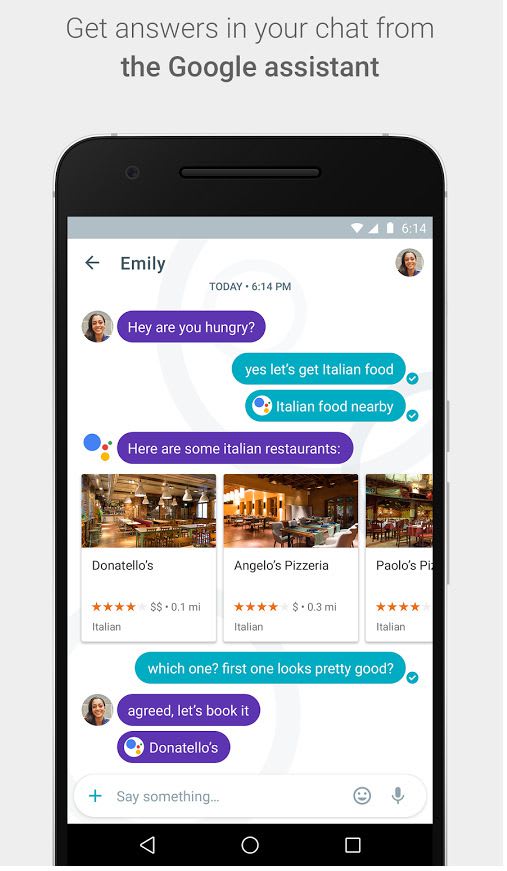 Get answers in your chat from
the Google assistant
6:14
Emily
TODAY • 6:14 PM
Hey are you hungry?
yes let's get Italian food
Italian food nearby
Here are some italian restaurants:
Donatello's
Angelo's Pizzeria
Paolo's Piz
$$ • 0.1 mi
$ • 0.3 mi
Italian
Italian
Italian
which one? first one looks pretty good?
agreed, let's book it
Donatello's
Say something...